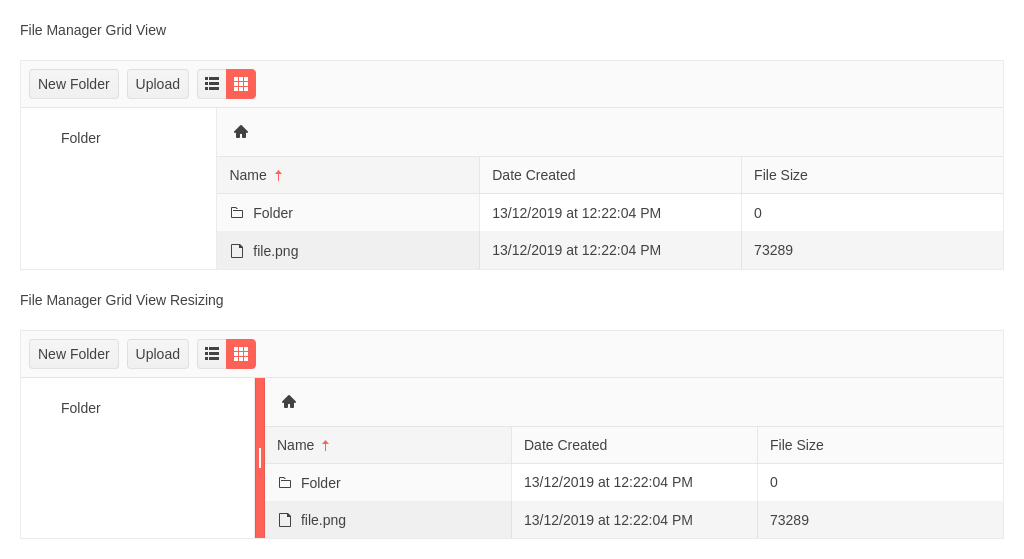 File Manager Grid View
New Folder Upload
Folder
Name Date Created File Size
Folder 13/12/2019 at 12:22:04 PM 0
file.png 13/12/2019 at 12:22:04 PM 73289
File Manager Grid View Resizing
New Folder Upload
Folder
Name Date Created File Size
Folder 13/12/2019 at 12:22:04 PM 0
file.png 13/12/2019 at 12:22:04 PM 73289